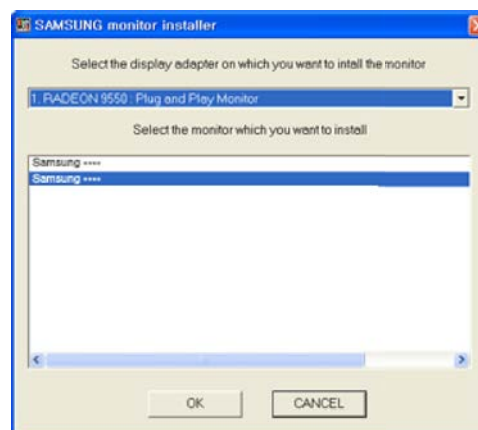 SAMSUNG monitor installer
Select the display adapter on which you want to intall the monitor
1. RADEON 9550 : Plug and Play Monitor
Select the monitor which you want to install
Samsung ****
Samsung ****
OK
CANCEL